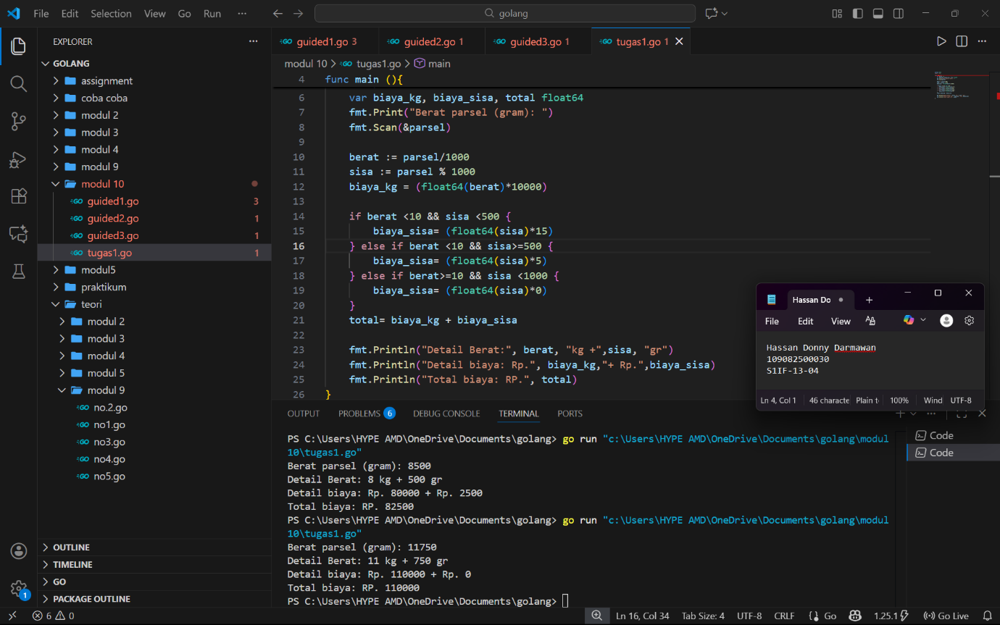 File Edit Selection View Go Run ···
golang
EXPLORER
GOLANG
assignment
coba coba
modul 2
modul 3
modul 4
modul 9
modul 10
guided1.go 3
guided2.go 1
guided3.go 1
tugas1.go 1
modul5
praktikum
teori
modul 2
modul 3
modul 4
modul 5
modul 9
no.2.go
no1.go
no3.go
no4.go
no5.go
OUTLINE
TIMELINE
GO
PACKAGE OUTLINE
1
guided1.go 3 guided2.go 1 guided3.go 1 tugas1.go 1
modul 10 > tugas1.go > main
4 func main (){
6 var biaya_kg, biaya_sisa, total float64
7 fmt.Print("Berat parsel (gram): ")
8 fmt.Scan(&parsel)
9
10 berat := parsel/1000
11 sisa := parsel % 1000
12 biaya_kg = (float64(berat)*10000)
13
14 if berat <10 && sisa <500 {
15 biaya_sisa= (float64(sisa)*15)
16 } else if berat <10 && sisa>=500 {
17 biaya_sisa= (float64(sisa)*5)
18 } else if berat>=10 && sisa <1000 {
19 biaya_sisa= (float64(sisa)*0)
20 }
21 total= biaya_kg + biaya_sisa
22
23 fmt.Println("Detail Berat:", berat, "kg +",sisa, "gr")
24 fmt.Println("Detail biaya: Rp.", biaya_kg,"+ Rp.",biaya_sisa)
25 fmt.Println("Total biaya: RP.", total)
26 }
Hassan Do
File Edit View
Hassan Donny Darmawan
109082500030
S1IF-13-04
Ln 4, Col 1 46 characte Plain t 100% Wind UTF-8
OUTPUT PROBLEMS 6 DEBUG CONSOLE TERMINAL PORTS
PS C:\Users\HYPE AMD\OneDrive\Documents\golang> go run "c:\Users\HYPE AMD\OneDrive\Documents\golang\modul
10\tugas1.go"
Berat parsel (gram): 8500
Detail Berat: 8 kg + 500 gr
Detail biaya: Rp. 80000 + Rp. 2500
Total biaya: RP. 82500
PS C:\Users\HYPE AMD\OneDrive\Documents\golang> go run "c:\Users\HYPE AMD\OneDrive\Documents\golang\modul
10\tugas1.go"
Berat parsel (gram): 11750
Detail Berat: 11 kg + 750 gr
Detail biaya: Rp. 110000 + Rp. 0
Total biaya: RP. 110000
PS C:\Users\HYPE AMD\OneDrive\Documents\golang>
Code
Code
6 0 Ln 16, Col 34 Tab Size: 4 UTF-8 CRLF Go 1.25.1 Go Live